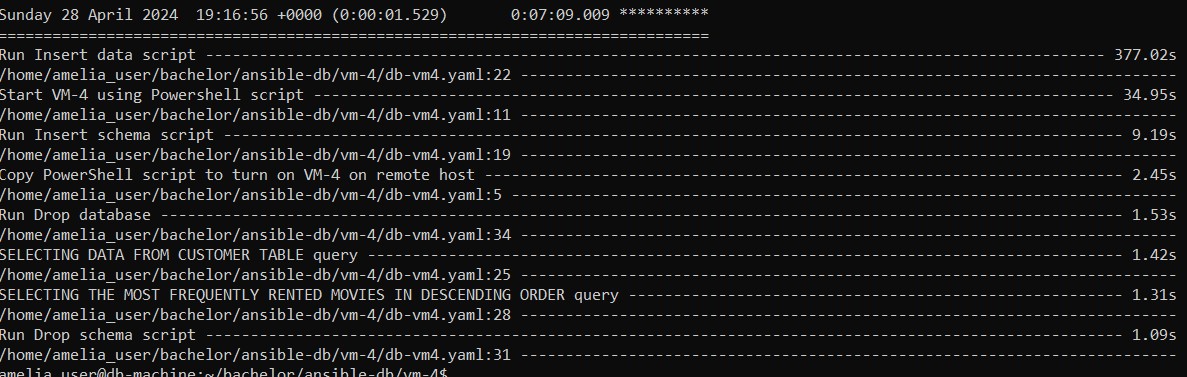 Sunday 28 April 2024  19:16:56 +0000 (0:00:01.529)       0:07:09.009 **********
===============================================================================
Run Insert data script ---------------------------------------------------------------------------------------------------- 377.02s
/home/amelia_user/bachelor/ansible-db/vm-4/db-vm4.yaml:22 -------------------------------------------------------------------------
Start VM-4 using Powershell script ----------------------------------------------------------------------------------------- 34.95s
/home/amelia_user/bachelor/ansible-db/vm-4/db-vm4.yaml:11 -------------------------------------------------------------------------
Run Insert schema script ---------------------------------------------------------------------------------------------------- 9.19s
/home/amelia_user/bachelor/ansible-db/vm-4/db-vm4.yaml:19 -------------------------------------------------------------------------
Copy PowerShell script to turn on VM-4 on remote host ----------------------------------------------------------------------- 2.45s
/home/amelia_user/bachelor/ansible-db/vm-4/db-vm4.yaml:5 --------------------------------------------------------------------------
Run Drop database ----------------------------------------------------------------------------------------------------------- 1.53s
/home/amelia_user/bachelor/ansible-db/vm-4/db-vm4.yaml:34 -------------------------------------------------------------------------
SELECTING DATA FROM CUSTOMER TABLE query ------------------------------------------------------------------------------------ 1.42s
/home/amelia_user/bachelor/ansible-db/vm-4/db-vm4.yaml:25 -------------------------------------------------------------------------
SELECTING THE MOST FREQUENTLY RENTED MOVIES IN DESCENDING ORDER query ------------------------------------------------------- 1.31s
/home/amelia_user/bachelor/ansible-db/vm-4/db-vm4.yaml:28 -------------------------------------------------------------------------
Run Drop schema script ------------------------------------------------------------------------------------------------------ 1.09s
/home/amelia_user/bachelor/ansible-db/vm-4/db-vm4.yaml:31 -------------------------------------------------------------------------
amelia_user@db-machine:~/bachelor/ansible-db/vm-4$